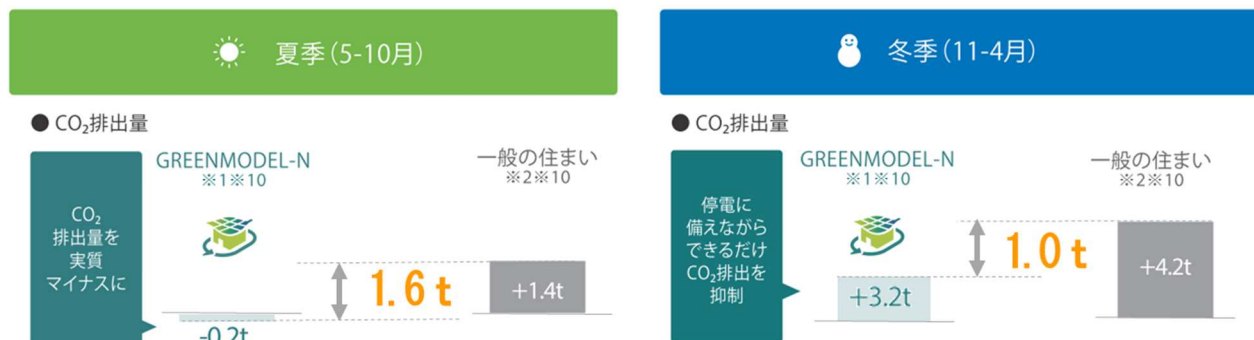 夏季(5-10月)
● CO₂排出量
CO₂
排出量を
実質
マイナスに
GREENMODEL-N
※1※10
一般の住まい
※2※10
1.6t
+1.4t
-0.2t
冬季(11-4月)
● CO₂排出量
停電に
備えながら
できるだけ
CO₂排出を
抑制
GREENMODEL-N
※1※10
一般の住まい
※2※10
1.0t
+4.2t
+3.2t